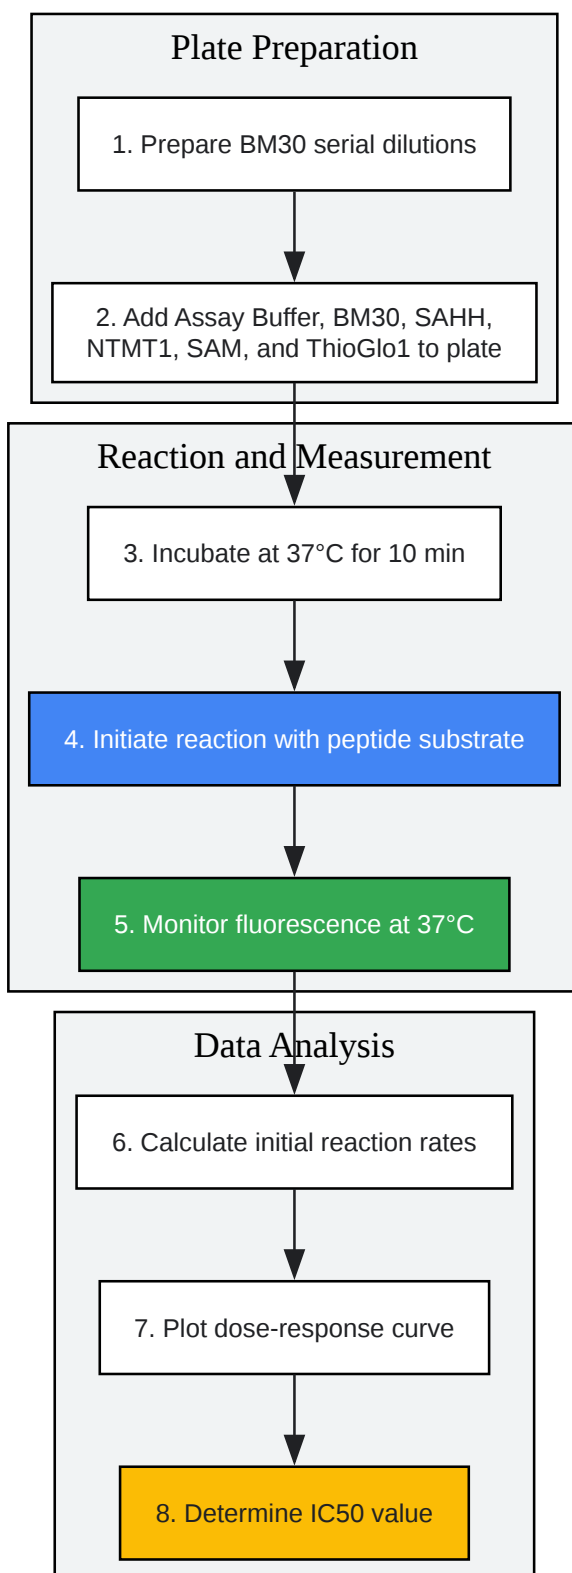 Plate Preparation
1. Prepare BM30 serial dilutions
2. Add Assay Buffer, BM30, SAHH,
NTMT1, SAM, and ThioGlo1 to plate
Reaction and Measurement
3. Incubate at 37°C for 10 min
4. Initiate reaction with peptide substrate
5. Monitor fluorescence at 37°C
Data Analysis
6. Calculate initial reaction rates
7. Plot dose-response curve
8. Determine IC50 value